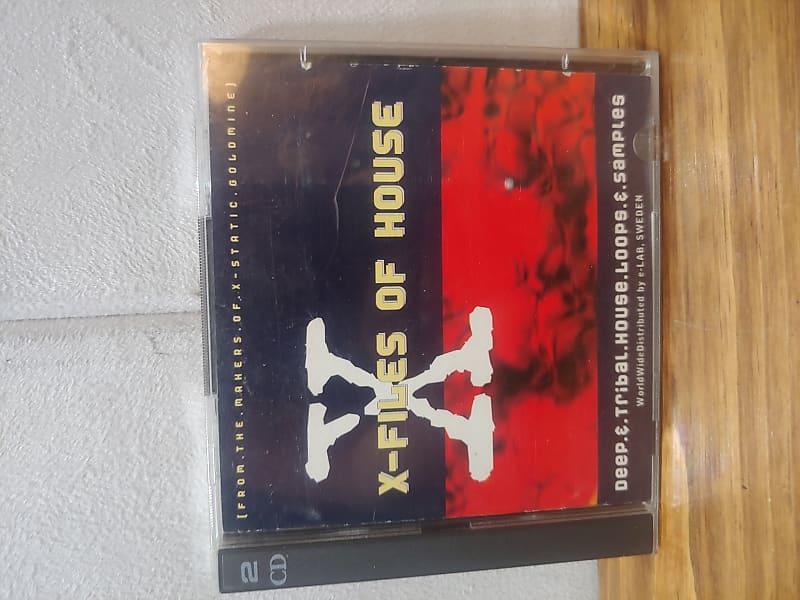 [FROM.THE.MAKERS.OF.X-STATIC.GOLDMINE]
X
X-FILES OF HOUSE
Deep.&.Tribal.House.Loops.&.Samples
WorldWideDistributed by e-LAB, SWEDEN
2
CD